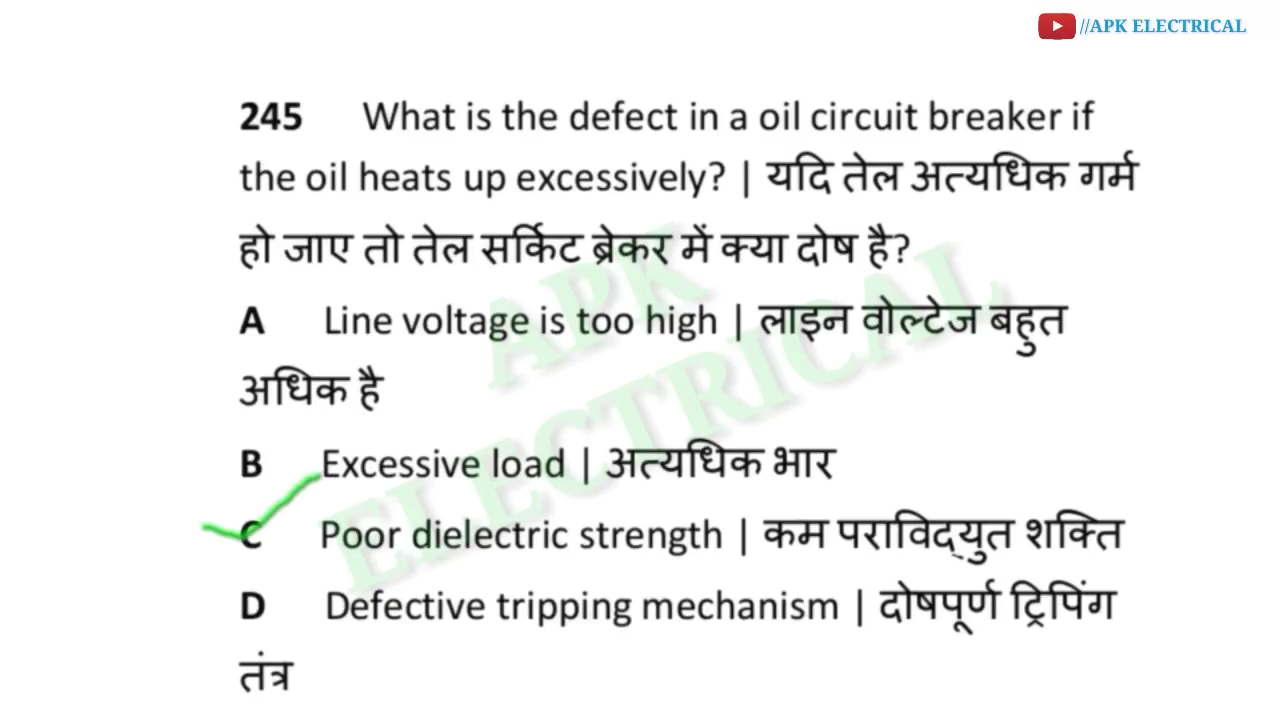 //APK ELECTRICAL
245 What is the defect in a oil circuit breaker if
the oil heats up excessively? | यदि तेल अत्यधिक गर्म
हो जाए तो तेल सर्किट ब्रेकर में क्या दोष है?
A Line voltage is too high | लाइन वोल्टेज बहुत
अधिक है
B Excessive load | अत्यधिक भार
C Poor dielectric strength | कम पराविद्युत शक्ति
D Defective tripping mechanism | दोषपूर्ण ट्रिपिंग
तंत्र
APK
ELECTRICAL